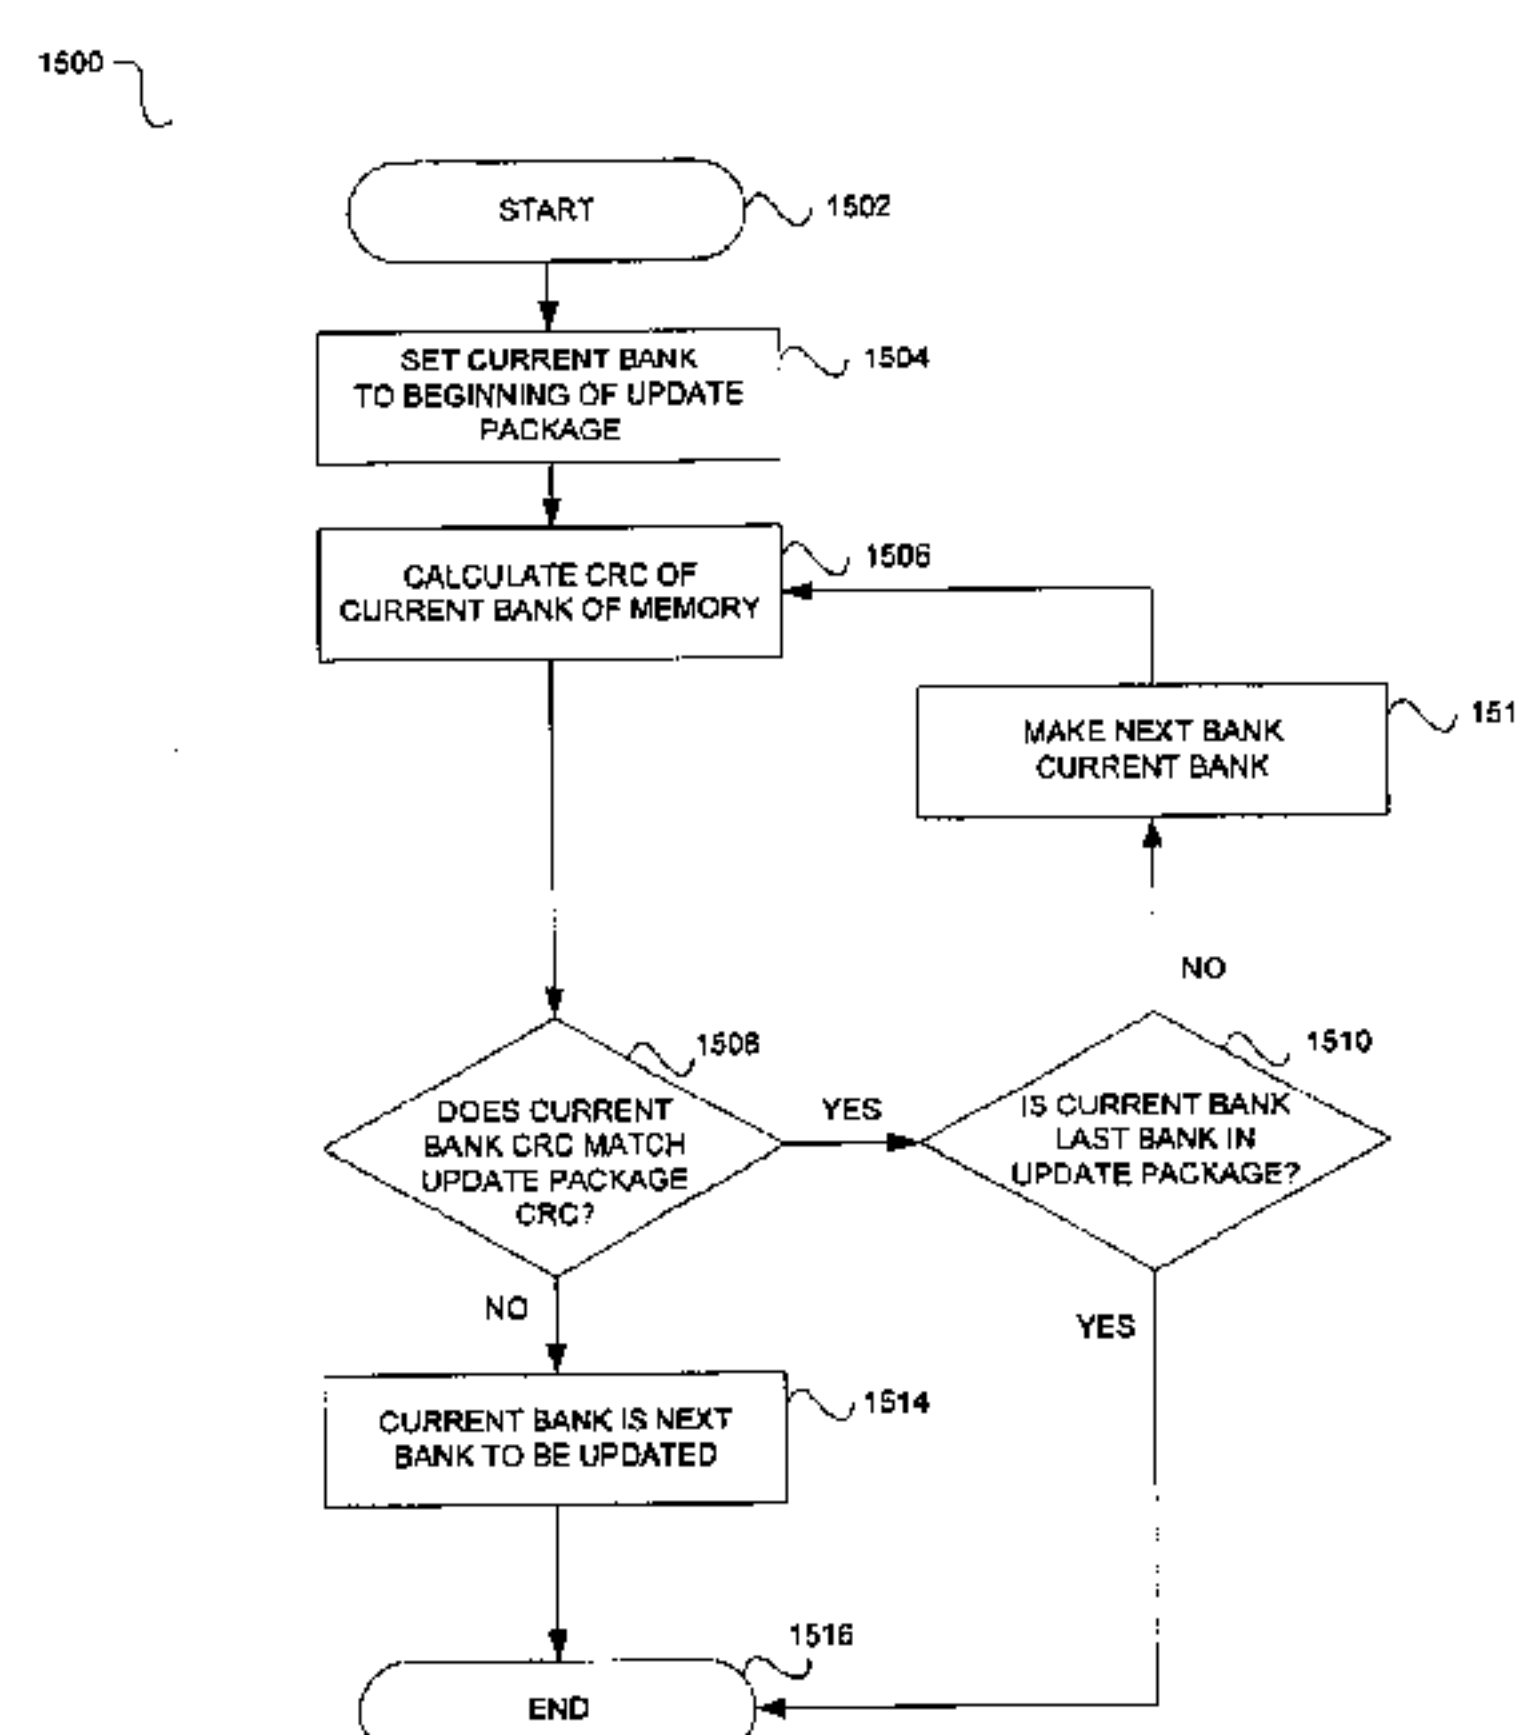 1500
START
1502
SET CURRENT BANK
TO BEGINNING OF UPDATE
PACKAGE
1504
CALCULATE CRC OF
CURRENT BANK OF MEMORY
1506
MAKE NEXT BANK
CURRENT BANK
151
NO
DOES CURRENT
BANK CRC MATCH
UPDATE PACKAGE
CRC?
1508
YES
IS CURRENT BANK
LAST BANK IN
UPDATE PACKAGE?
1510
NO
YES
CURRENT BANK IS NEXT
BANK TO BE UPDATED
1514
END
1516